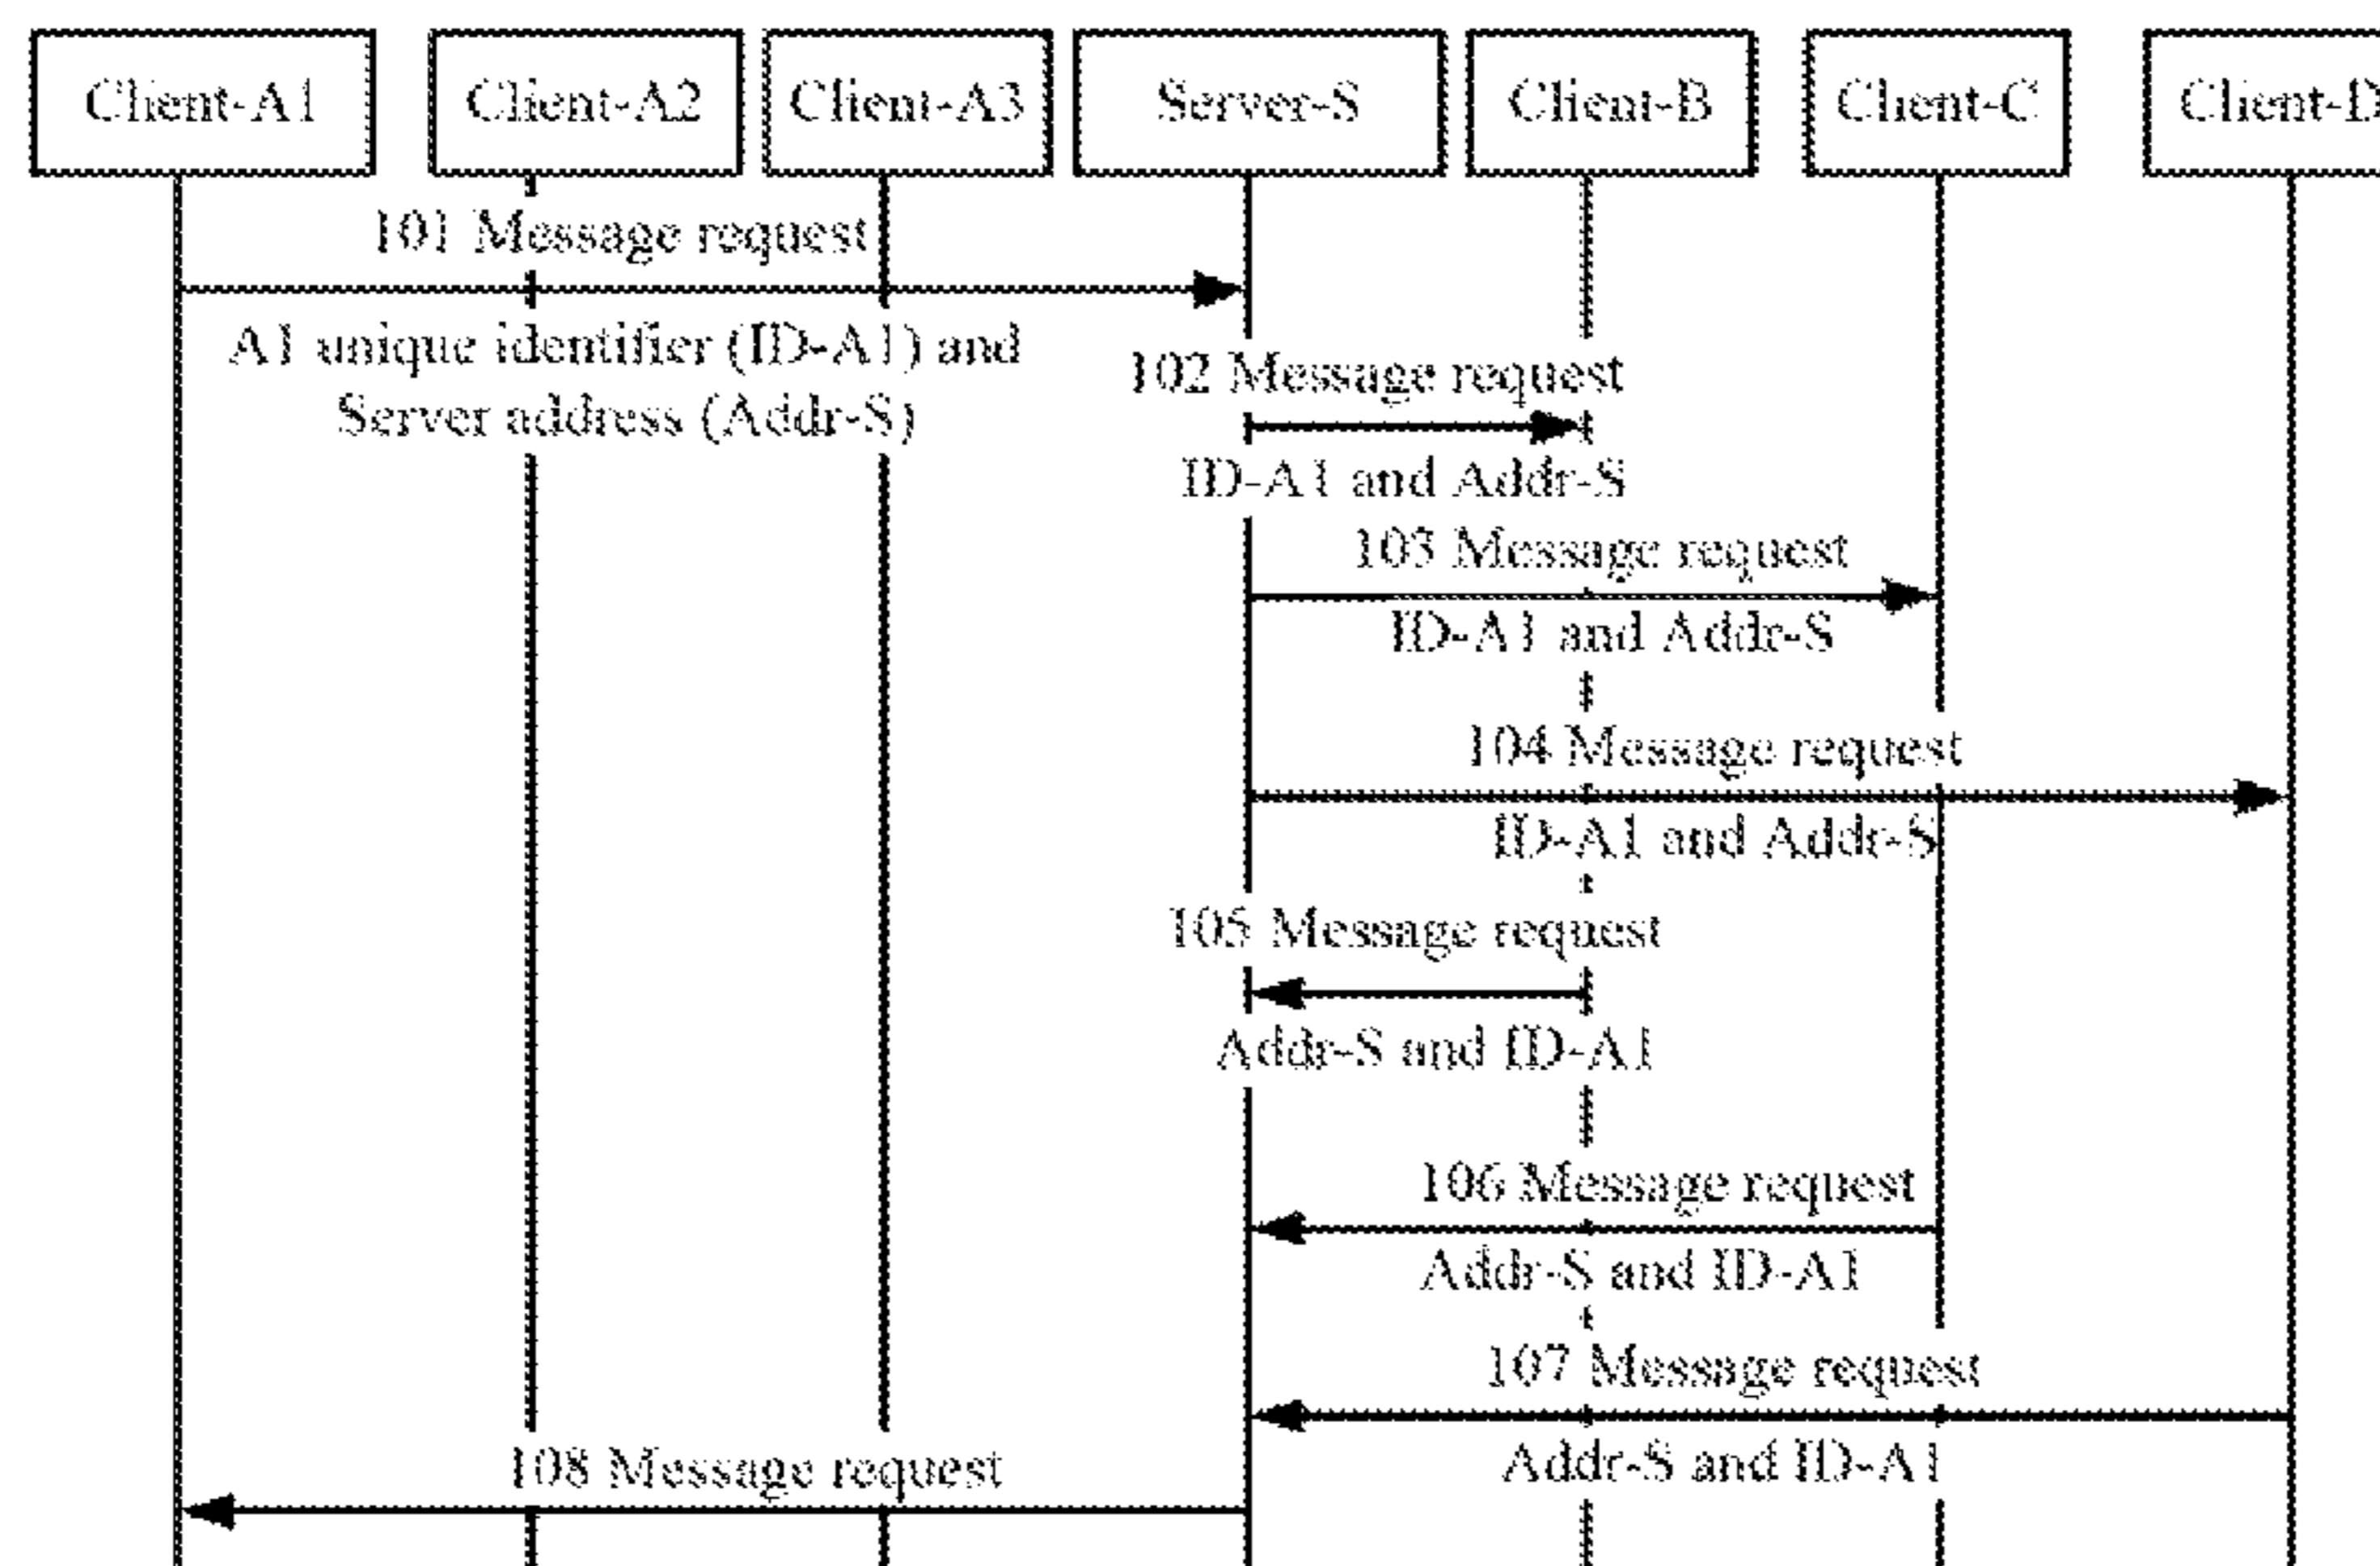 Client-A1
Client-A2
Client-A3
Server-S
Client-B
Client-C
Client-D
101 Message request
A1 unique identifier (ID-A1) and
Server address (Addr-S)
102 Message request
ID-A1 and Addr-S
103 Message request
ID-A1 and Addr-S
104 Message request
ID-A1 and Addr-S
105 Message request
Addr-S and ID-A1
106 Message request
Addr-S and ID-A1
107 Message request
Addr-S and ID-A1
108 Message request